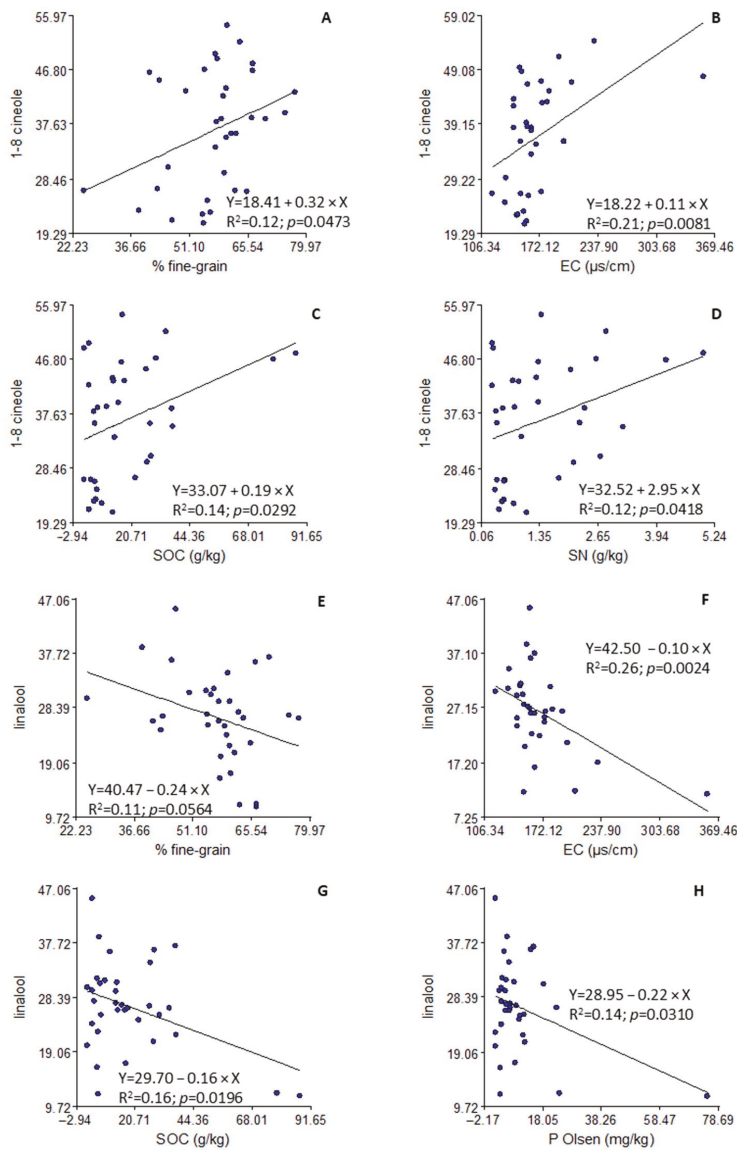 55.97
46.80
37.63
28.46
19.29
1-8 cineole
A
Y=18.41 + 0.32 × X
R²=0.12; p=0.0473
22.23 36.66 51.10 65.54 79.97
% fine-grain
59.02
49.08
39.15
29.22
19.29
1-8 cineole
B
Y=18.22 + 0.11 × X
R²=0.21; p=0.0081
106.34 172.12 237.90 303.68 369.46
EC (µs/cm)
55.97
46.80
37.63
28.46
19.29
1-8 cineole
C
Y=33.07 + 0.19 × X
R²=0.14; p=0.0292
−2.94 20.71 44.36 68.01 91.65
SOC (g/kg)
55.97
46.80
37.63
28.46
19.29
1-8 cineole
D
Y=32.52 + 2.95 × X
R²=0.12; p=0.0418
0.06 1.35 2.65 3.94 5.24
SN (g/kg)
47.06
37.72
28.39
19.06
9.72
linalool
E
Y=40.47 − 0.24 × X
R²=0.11; p=0.0564
22.23 36.66 51.10 65.54 79.97
% fine-grain
47.06
37.10
27.15
17.20
7.25
linalool
F
Y=42.50 − 0.10 × X
R²=0.26; p=0.0024
106.34 172.12 237.90 303.68 369.46
EC (µs/cm)
47.06
37.72
28.39
19.06
9.72
linalool
G
Y=29.70 − 0.16 × X
R²=0.16; p=0.0196
−2.94 20.71 44.36 68.01 91.65
SOC (g/kg)
47.06
37.72
28.39
19.06
9.72
linalool
H
Y=28.95 − 0.22 × X
R²=0.14; p=0.0310
−2.17 18.05 38.26 58.47 78.69
P Olsen (mg/kg)